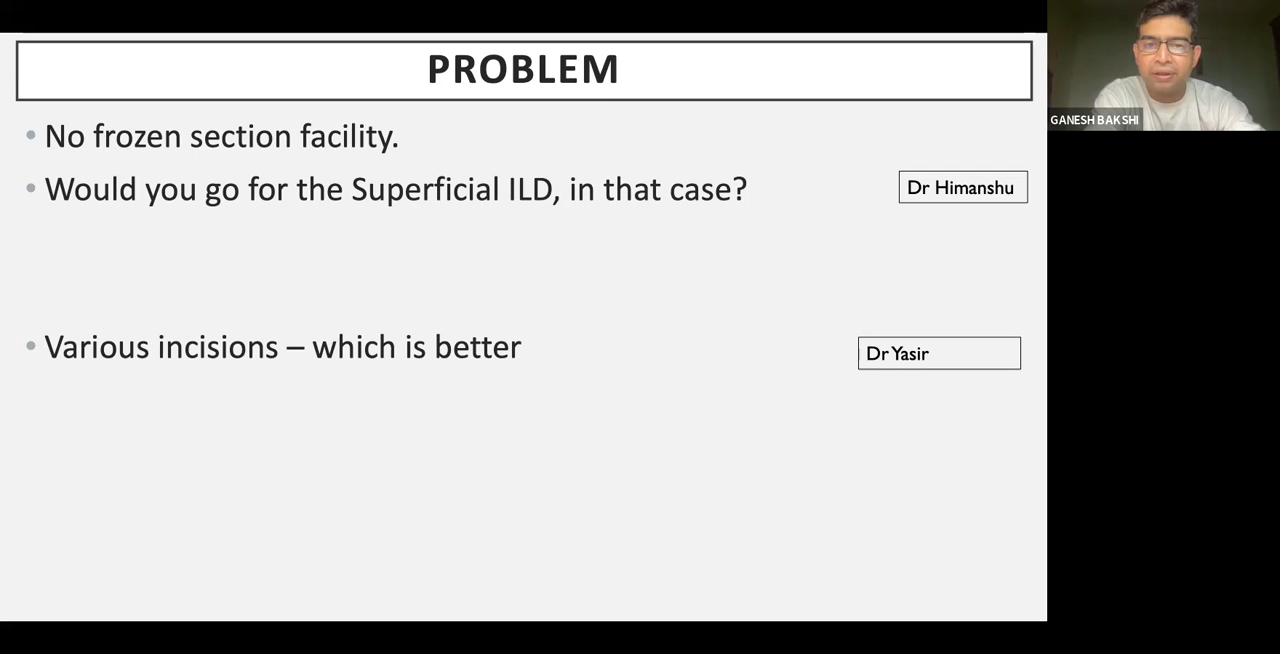 PROBLEM
GANESH BAKSHI
• No frozen section facility.
• Would you go for the Superficial ILD, in that case?
Dr Himanshu
• Various incisions – which is better
Dr Yasir